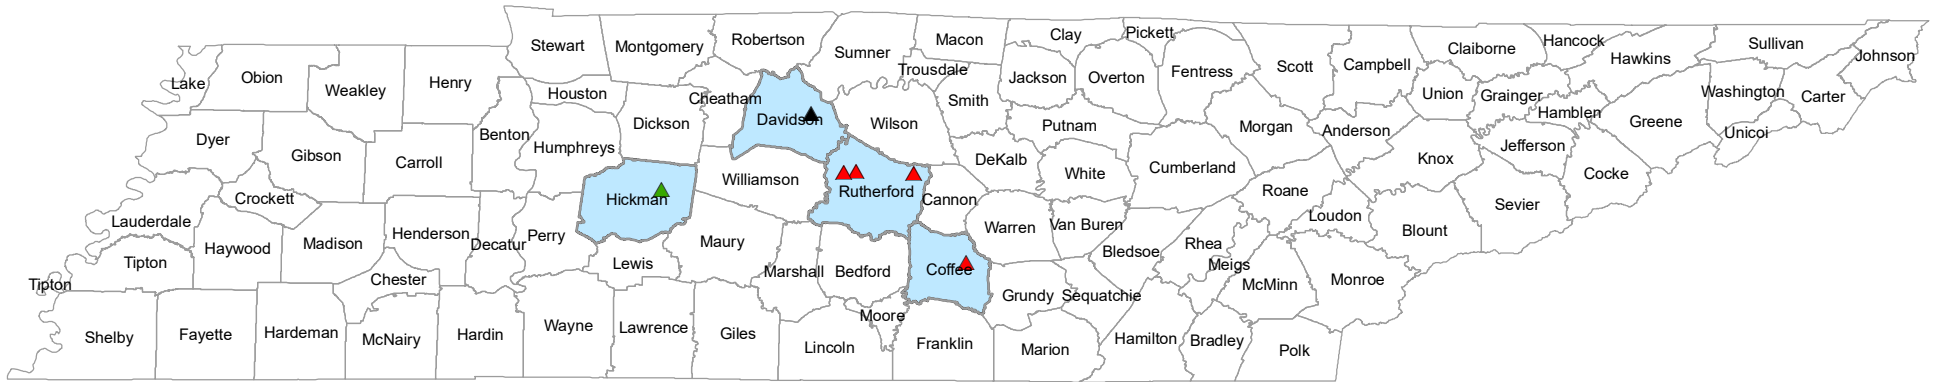 Stewart
Montgomery
Robertson
Sumner
Macon
Clay
Pickett
Claiborne
Hancock
Hawkins
Sullivan
Johnson
Lake
Obion
Weakley
Henry
Houston
Cheatham
Trousdale
Jackson
Overton
Fentress
Scott
Campbell
Union
Grainger
Hamblen
Washington
Carter
Dyer
Gibson
Carroll
Benton
Humphreys
Dickson
Davidson
Wilson
Smith
Putnam
Morgan
Anderson
Knox
Jefferson
Greene
Unicoi
Crockett
Hickman
Williamson
Rutherford
Cannon
DeKalb
White
Cumberland
Roane
Loudon
Blount
Sevier
Cocke
Lauderdale
Haywood
Madison
Henderson
Decatur
Perry
Lewis
Maury
Marshall
Bedford
Coffee
Warren
Van Buren
Bledsoe
Rhea
Meigs
McMinn
Monroe
Tipton
Tipton
Chester
Moore
Grundy
Sequatchie
Shelby
Fayette
Hardeman
McNairy
Hardin
Wayne
Lawrence
Giles
Lincoln
Franklin
Marion
Hamilton
Bradley
Polk